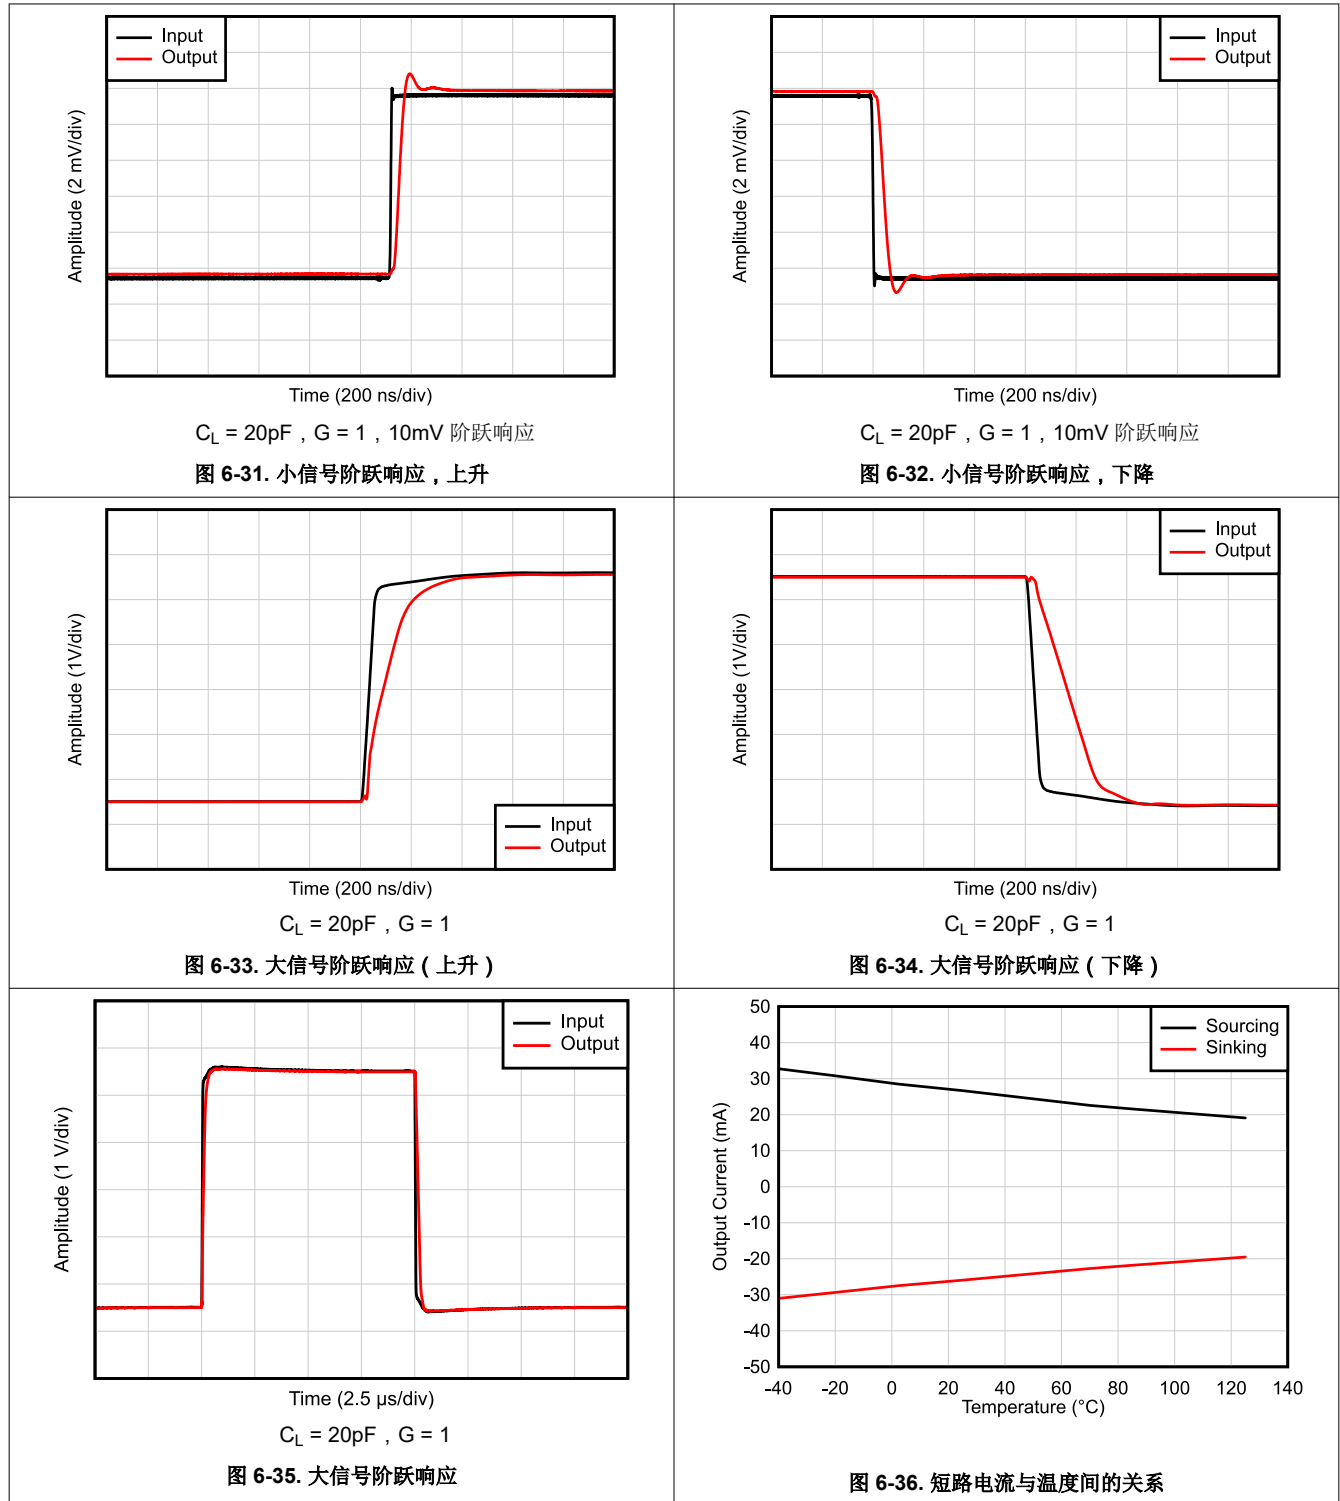 Input
Output
Amplitude (2 mV/div)
Time (200 ns/div)
CL = 20pF，G = 1，10mV 阶跃响应
图 6-31. 小信号阶跃响应，上升
Input
Output
Amplitude (2 mV/div)
Time (200 ns/div)
CL = 20pF，G = 1，10mV 阶跃响应
图 6-32. 小信号阶跃响应，下降
Amplitude (1V/div)
Input
Output
Time (200 ns/div)
CL = 20pF，G = 1
图 6-33. 大信号阶跃响应（上升）
Input
Output
Amplitude (1V/div)
Time (200 ns/div)
CL = 20pF，G = 1
图 6-34. 大信号阶跃响应（下降）
Input
Output
Amplitude (1 V/div)
Time (2.5 µs/div)
CL = 20pF，G = 1
图 6-35. 大信号阶跃响应
Sourcing
Sinking
Output Current (mA)
50
40
30
20
10
0
-10
-20
-30
-40
-50
-40 -20 0 20 40 60 80 100 120 140
Temperature (°C)
图 6-36. 短路电流与温度间的关系